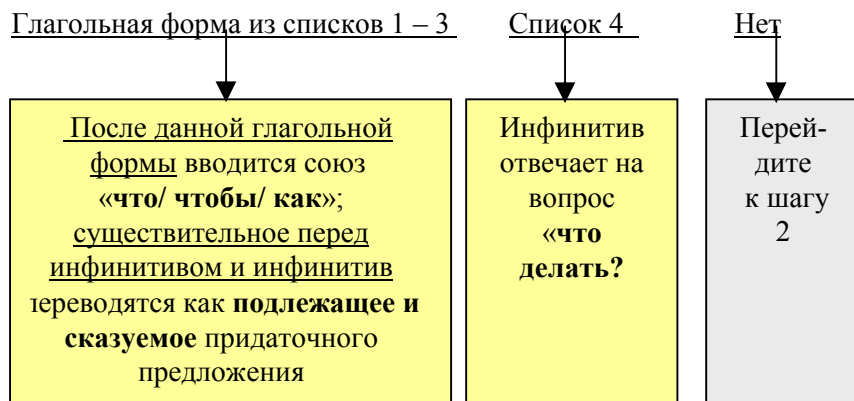 Глагольная форма из списков 1 – 3 Список 4 Нет
После данной глагольной
формы вводится союз
«что/ чтобы/ как»;
существительное перед
инфинитивом и инфинитив
переводятся как подлежащее и
сказуемое придаточного
предложения
Инфинитив
отвечает на
вопрос
«что
делать?
Перей-
дите
к шагу
2